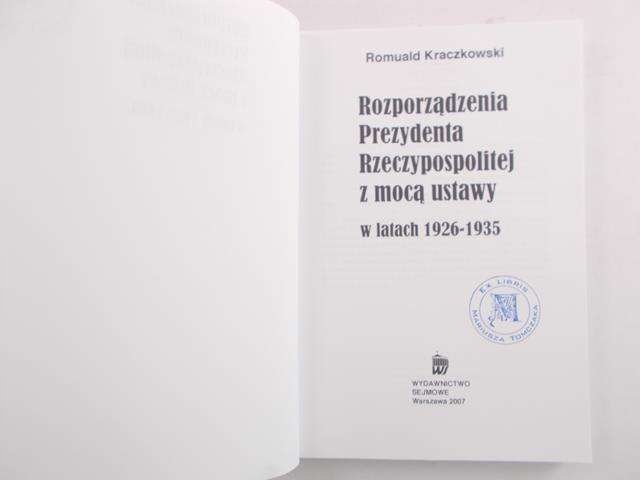 Romuald Kraczkowski
Rozporządzenia
Prezydenta
Rzeczypospolitej
z mocą ustawy
w latach 1926-1935
EX LIBRIS
MARIUSZA TOMCZAKA
WYDAWNICTWO
SEJMOWE
Warszawa 2007